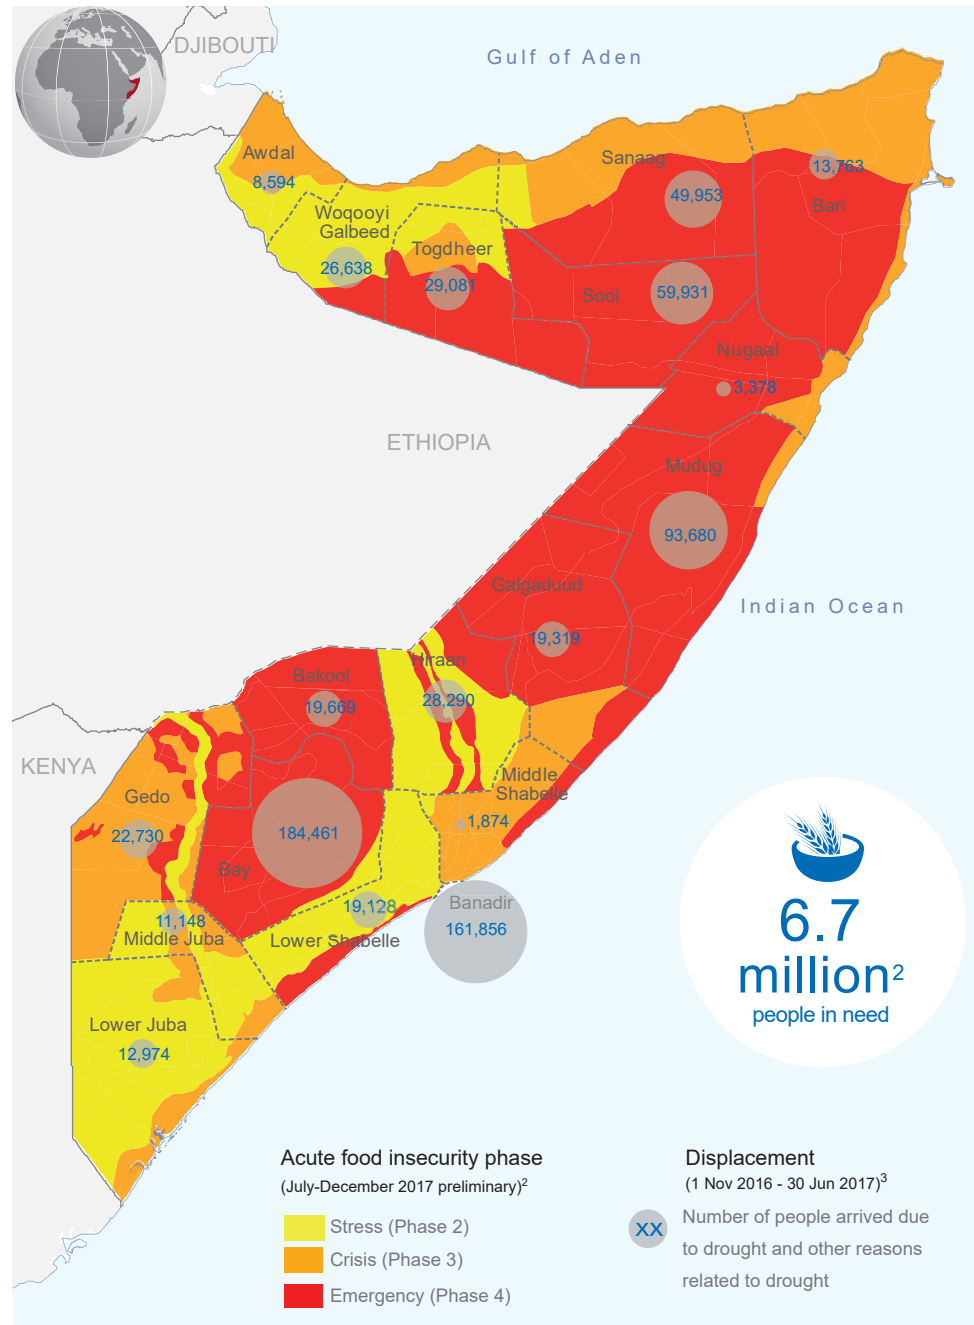 DJIBOUTI
Gulf of Aden
Awdal
8,594
Sanaag
49,953
13,763
Bari
Woqooyi
Galbeed
26,638
Togdheer
29,081
Sool
59,931
Nugaal
3,378
ETHIOPIA
Mudug
93,680
Galgaduud
19,319
Indian Ocean
Hiraan
28,290
Bakool
19,669
KENYA
Gedo
22,730
Middle
Shabelle
1,874
184,461
Bay
19,128
Banadir
161,856
11,148
Middle Juba
Lower Shabelle
Lower Juba
12,974
6.7
million2
people in need
Acute food insecurity phase
(July-December 2017 preliminary)2
Stress (Phase 2)
Crisis (Phase 3)
Emergency (Phase 4)
Displacement
(1 Nov 2016 - 30 Jun 2017)3
xx
Number of people arrived due
to drought and other reasons
related to drought